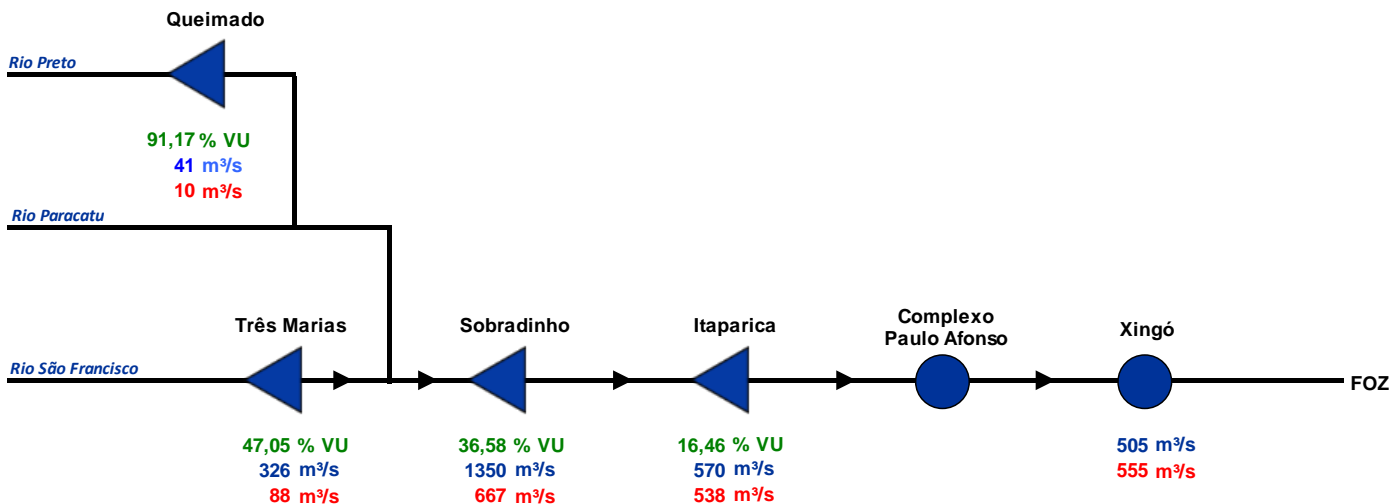 Queimado
Rio Preto
91,17 % VU
41 m³/s
10 m³/s
Rio Paracatu
Três Marias
Sobradinho
Itaparica
Complexo
Paulo Afonso
Xingó
Rio São Francisco
FOZ
47,05 % VU
326 m³/s
88 m³/s
36,58 % VU
1350 m³/s
667 m³/s
16,46 % VU
570 m³/s
538 m³/s
505 m³/s
555 m³/s